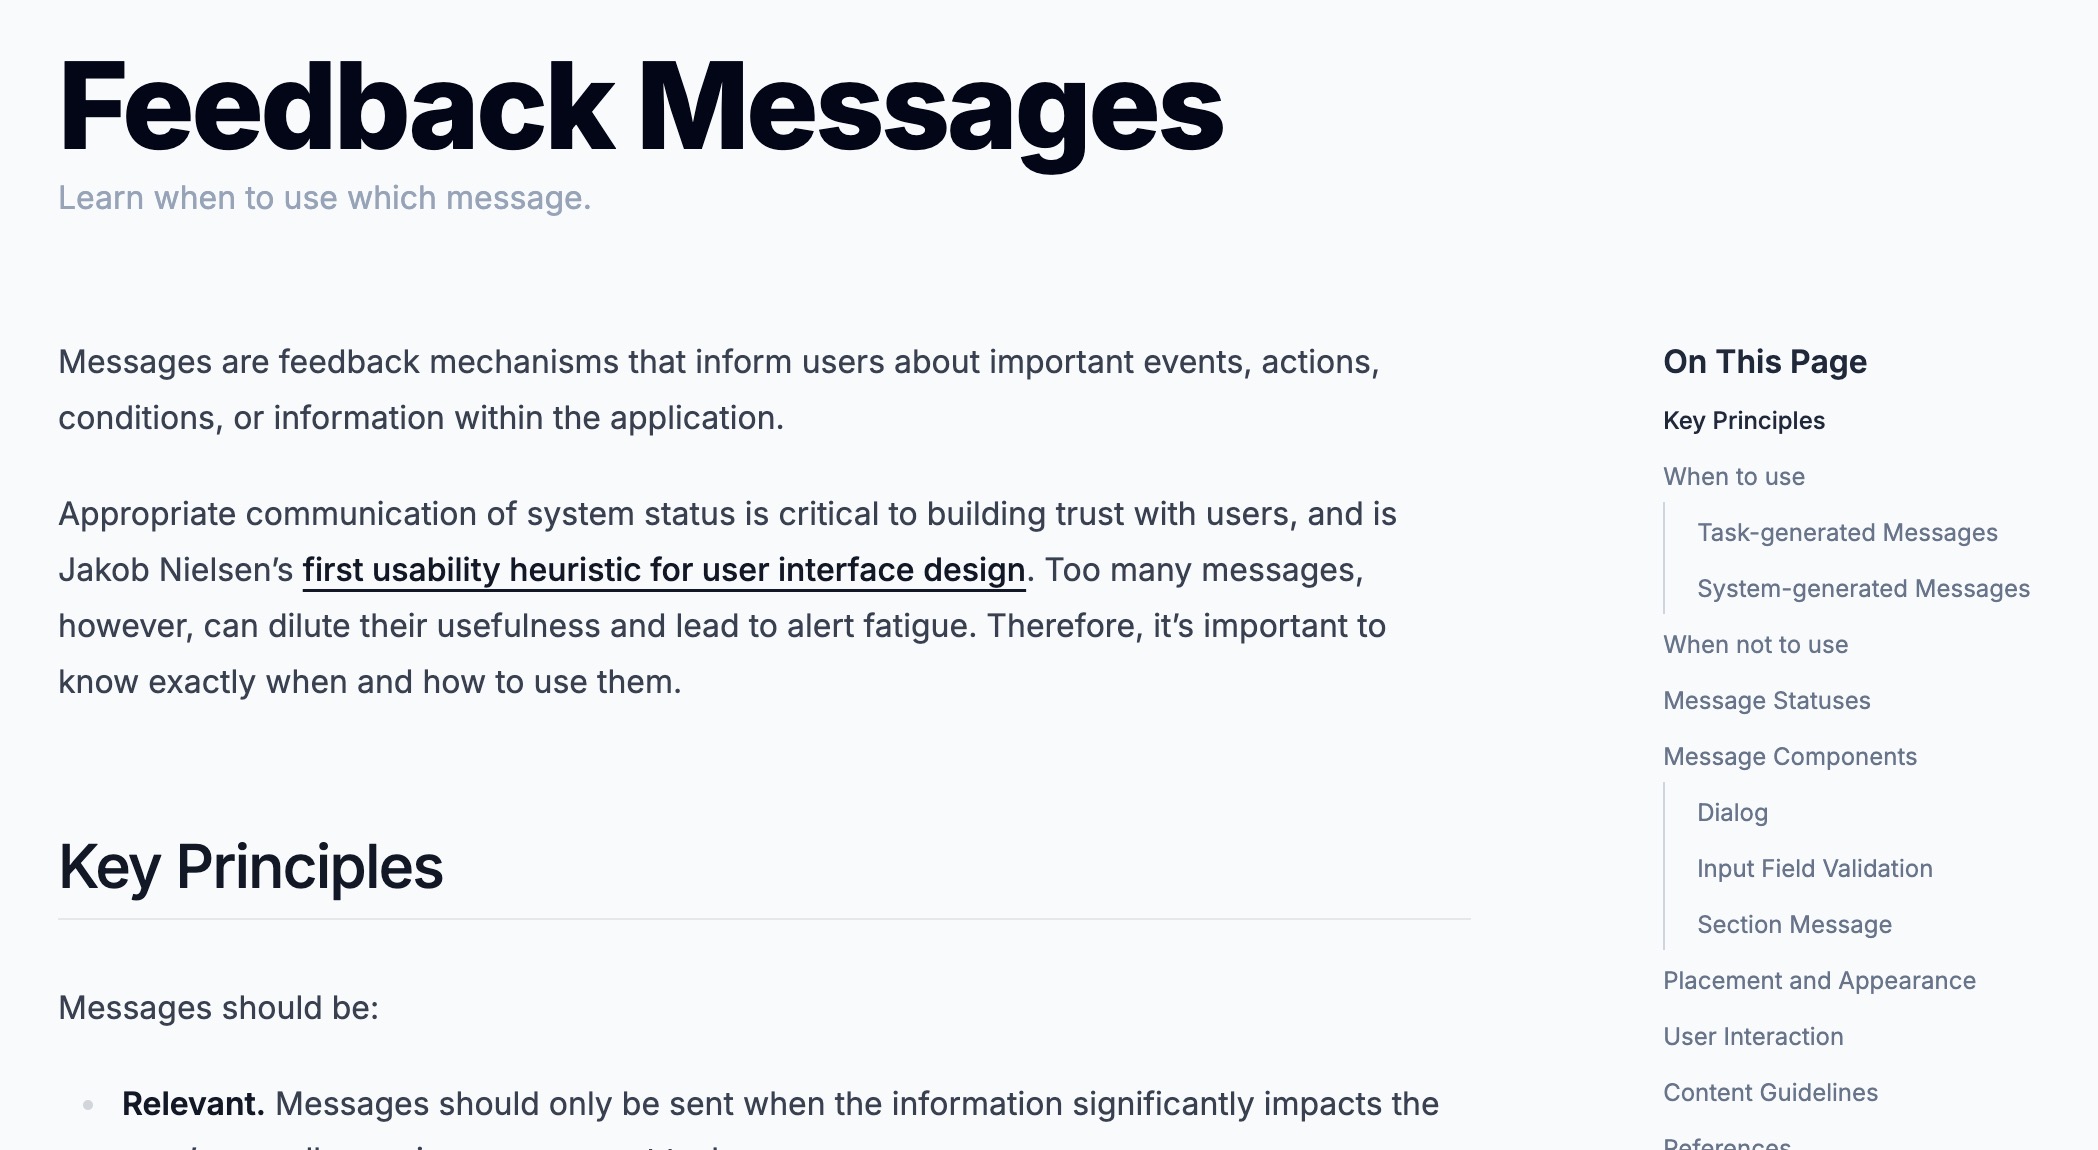 Feedback Messages
Learn when to use which message.
Messages are feedback mechanisms that inform users about important events, actions,
conditions, or information within the application.
Appropriate communication of system status is critical to building trust with users, and is
Jakob Nielsen’s first usability heuristic for user interface design. Too many messages,
however, can dilute their usefulness and lead to alert fatigue. Therefore, it’s important to
know exactly when and how to use them.
Key Principles
Messages should be:
Relevant. Messages should only be sent when the information significantly impacts the
On This Page
Key Principles
When to use
Task-generated Messages
System-generated Messages
When not to use
Message Statuses
Message Components
Dialog
Input Field Validation
Section Message
Placement and Appearance
User Interaction
Content Guidelines
References